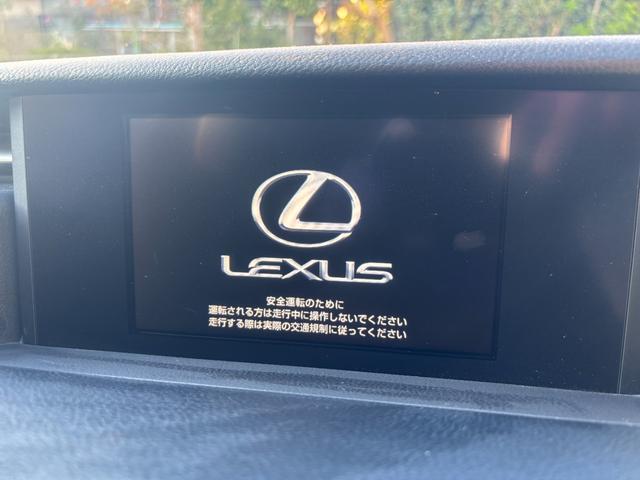 LEXUS
安全運転のために
運転される方は走行中に操作しないでください
走行する際は実際の交通規制に従ってください